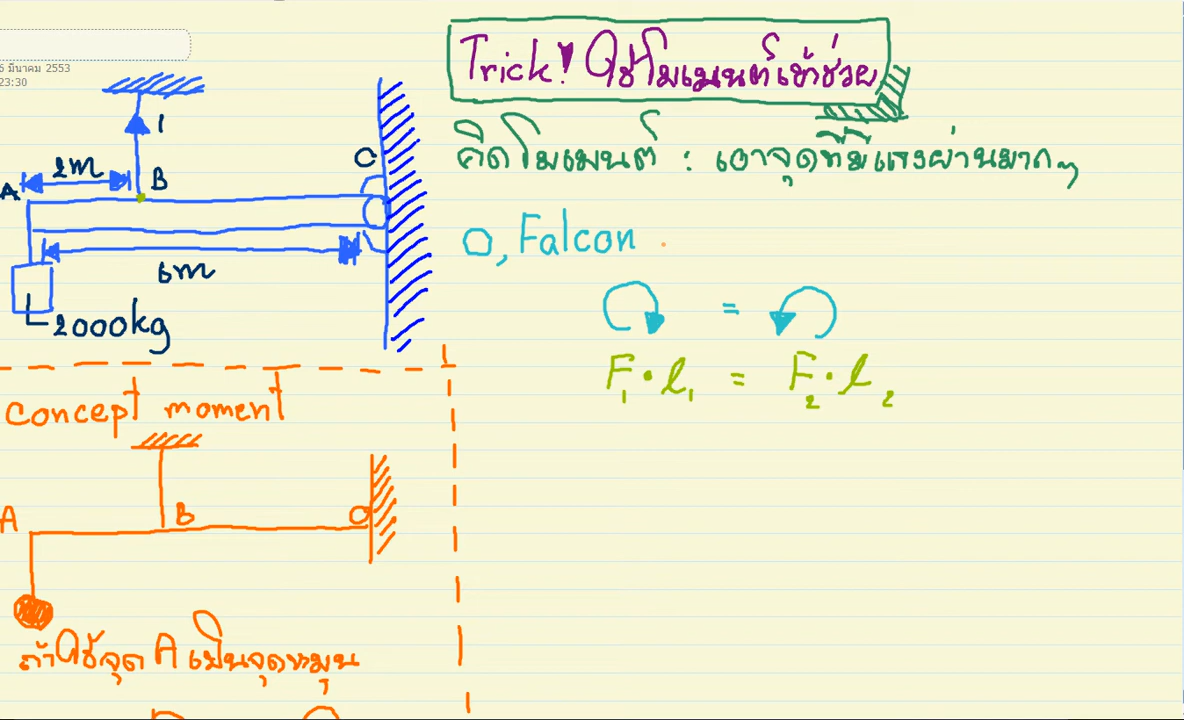 6 มีนาคม 2553
23:30
Trick! ใช้โมเมนต์เข้าช่วย
คิดโมเมนต์ : เอาจุดที่มีแรงผ่านมากๆ
1
C
2m
B
A
6m
2000kg
O, Falcon
=
F₁·l₁ = F₂·l₂
concept moment
A
B
O
ถ้าใช้จุด A เป็นจุดหมุน